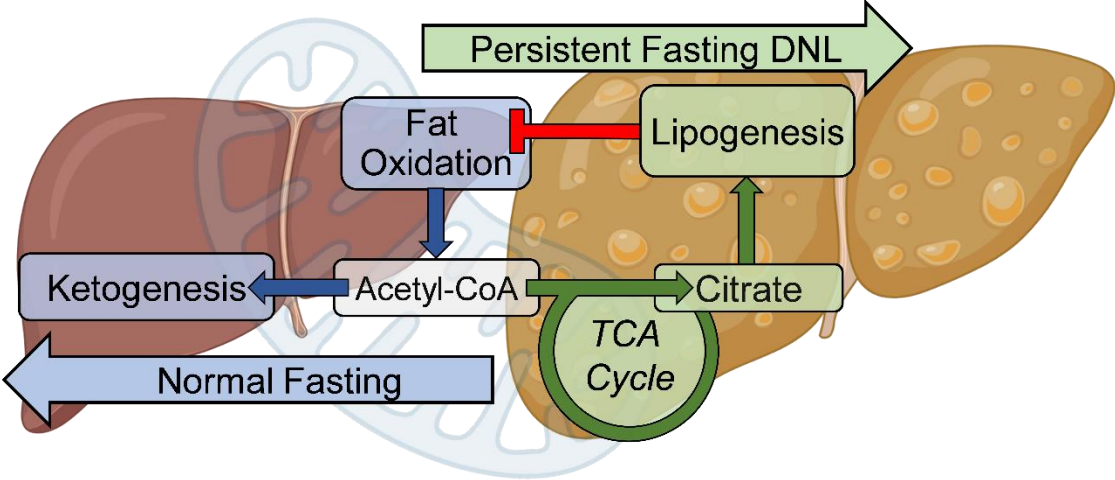 Persistent Fasting DNL
Fat
Oxidation
Lipogenesis
Ketogenesis
Acetyl-CoA
Citrate
TCA
Cycle
Normal Fasting